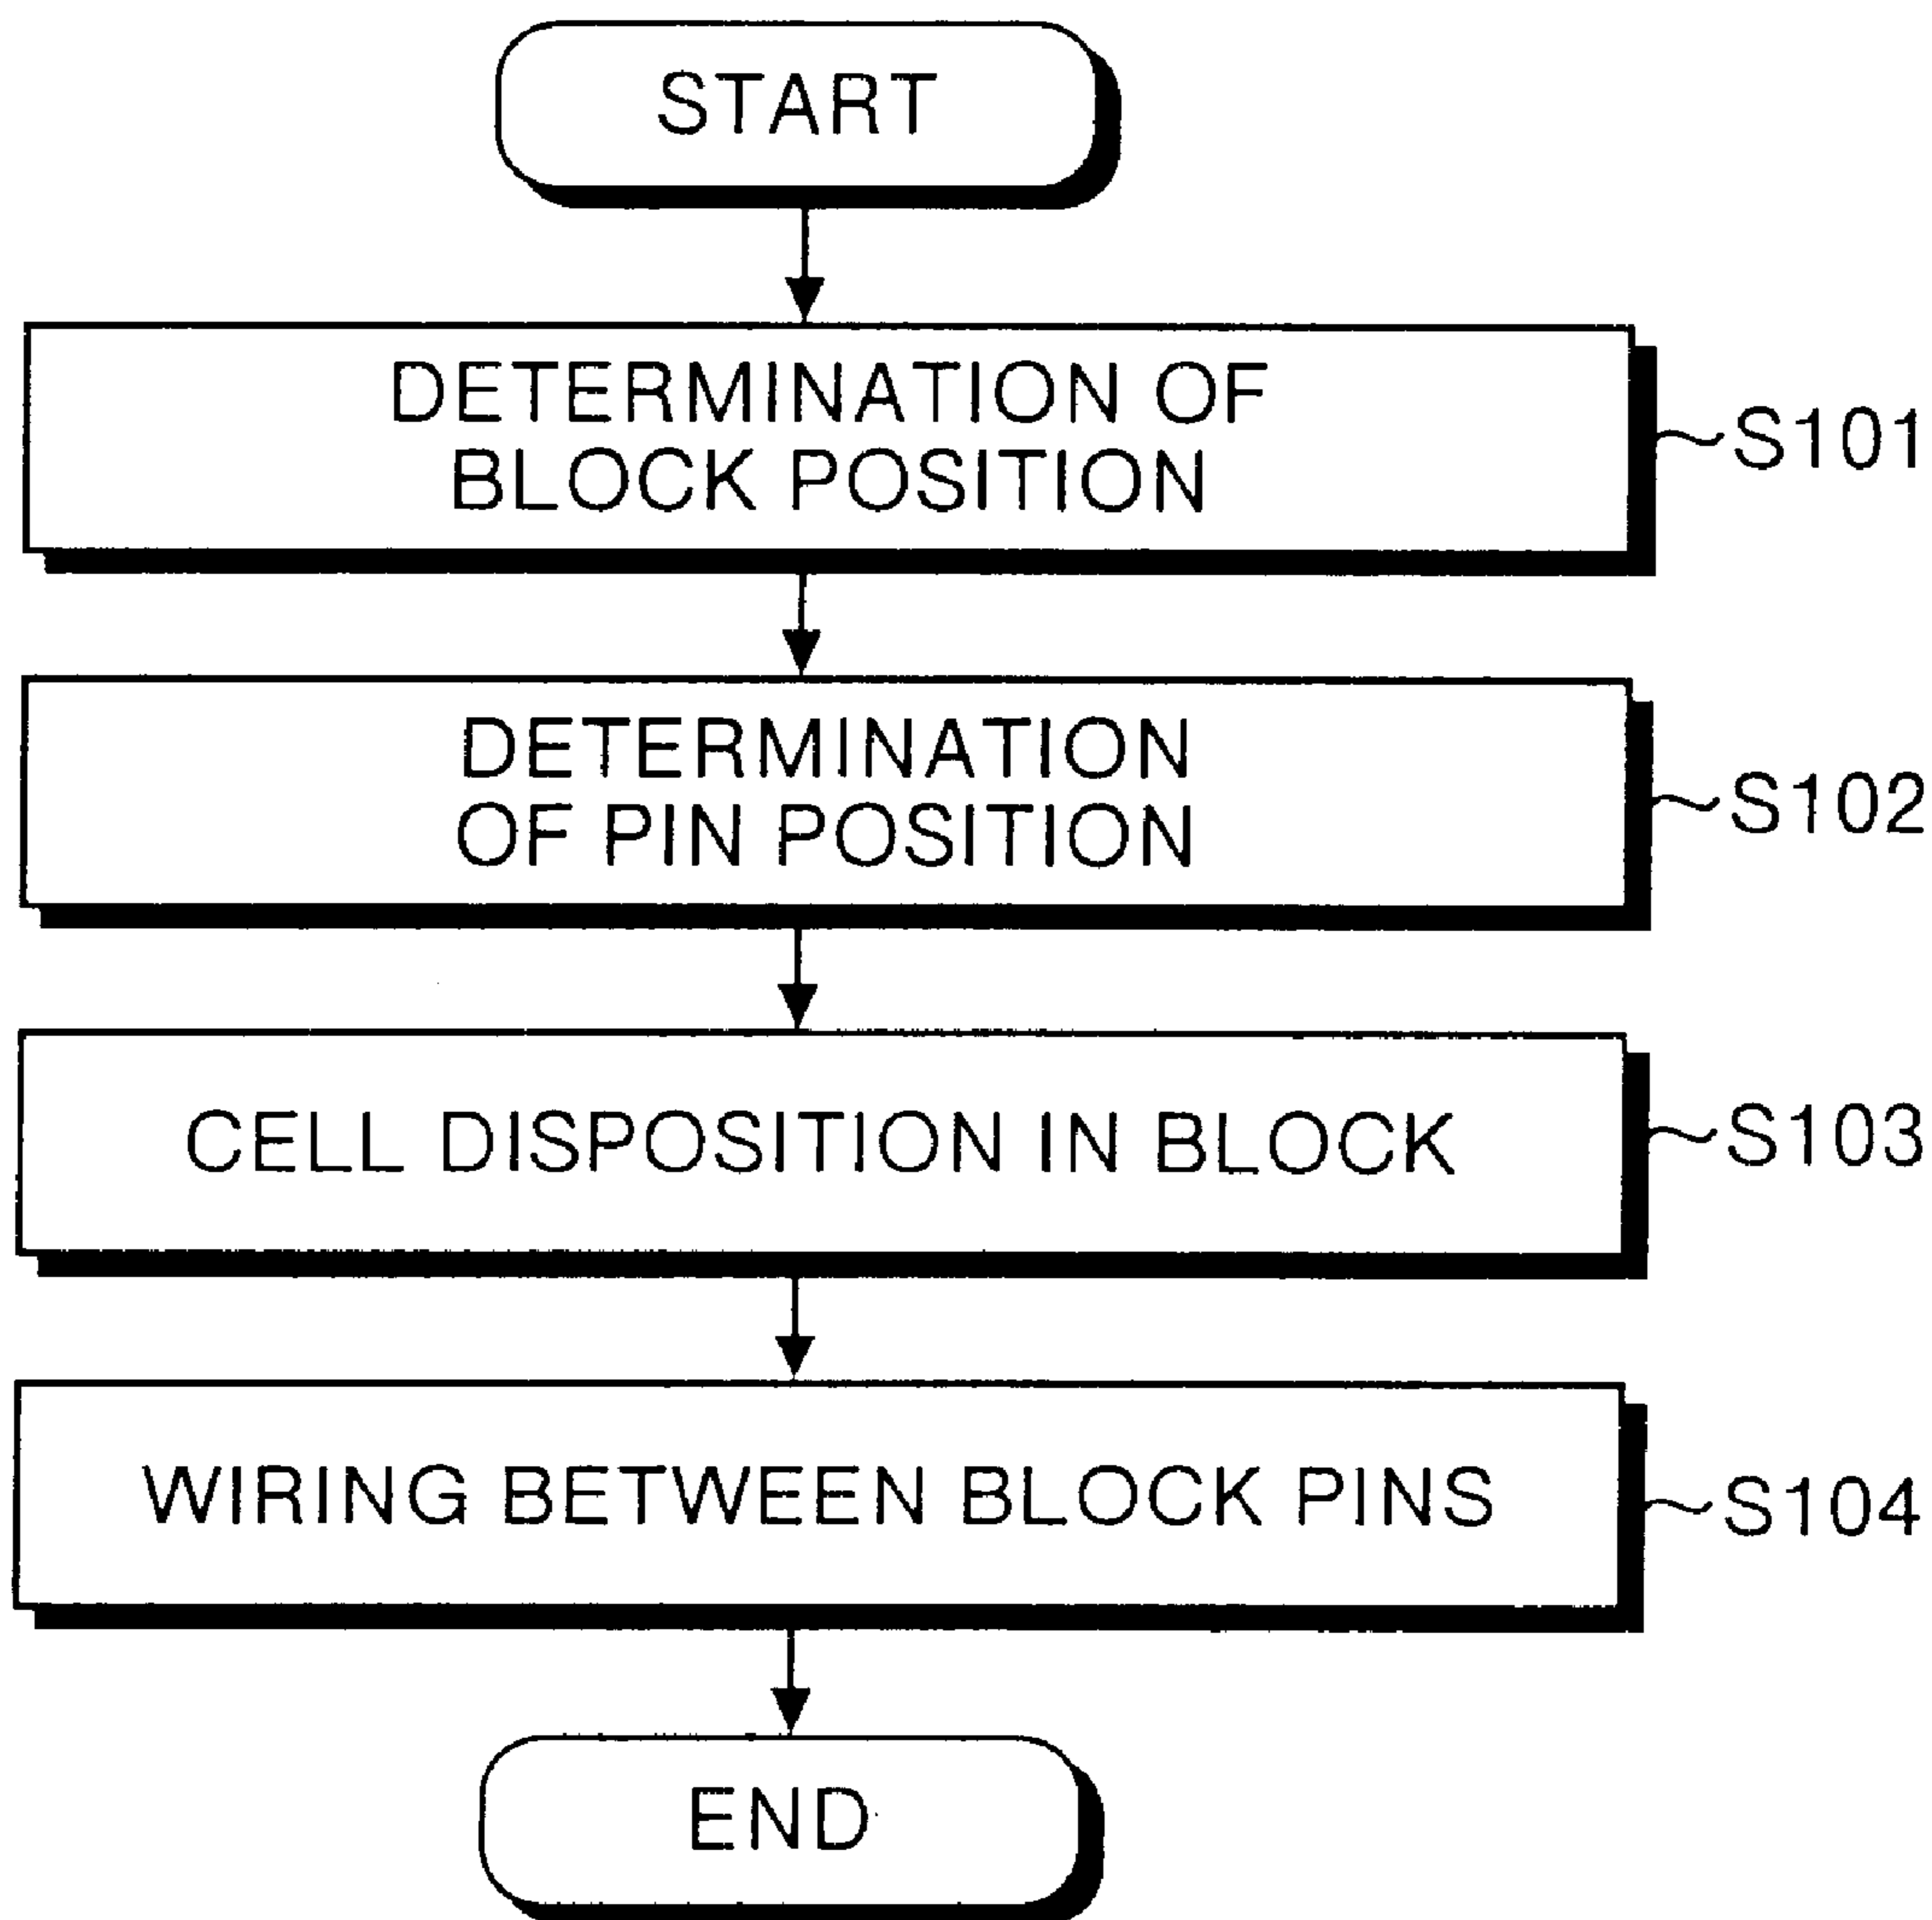 START
DETERMINATION OF
BLOCK POSITION
S101
DETERMINATION
OF PIN POSITION
S102
CELL DISPOSITION IN BLOCK
S103
WIRING BETWEEN BLOCK PINS
S104
END